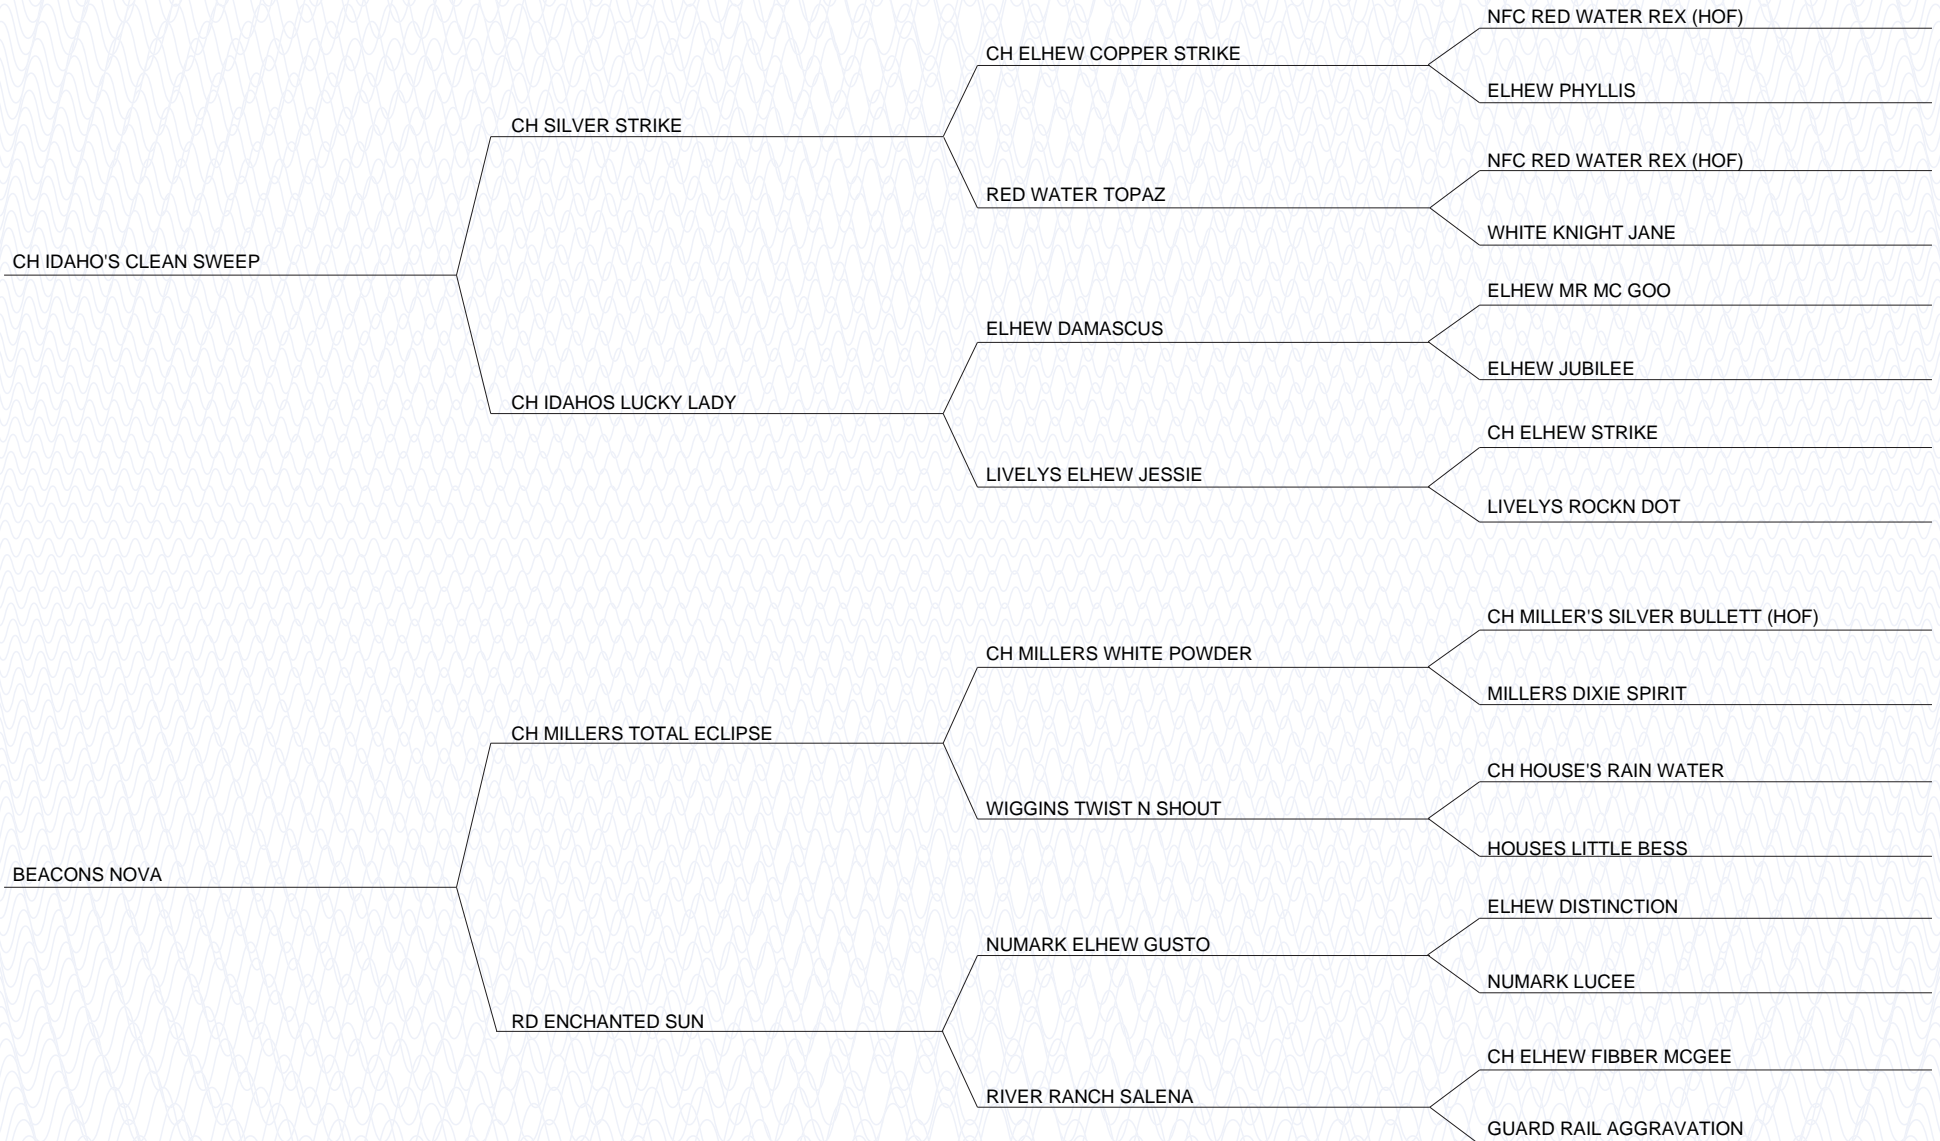 NFC RED WATER REX (HOF)
CH ELHEW COPPER STRIKE
ELHEW PHYLLIS
CH SILVER STRIKE
NFC RED WATER REX (HOF)
RED WATER TOPAZ
WHITE KNIGHT JANE
CH IDAHO'S CLEAN SWEEP
ELHEW MR MC GOO
ELHEW DAMASCUS
ELHEW JUBILEE
CH IDAHOS LUCKY LADY
CH ELHEW STRIKE
LIVELYS ELHEW JESSIE
LIVELYS ROCKN DOT
CH MILLER'S SILVER BULLETT (HOF)
CH MILLERS WHITE POWDER
MILLERS DIXIE SPIRIT
CH MILLERS TOTAL ECLIPSE
CH HOUSE'S RAIN WATER
WIGGINS TWIST N SHOUT
HOUSES LITTLE BESS
BEACONS NOVA
ELHEW DISTINCTION
NUMARK ELHEW GUSTO
NUMARK LUCEE
RD ENCHANTED SUN
CH ELHEW FIBBER MCGEE
RIVER RANCH SALENA
GUARD RAIL AGGRAVATION